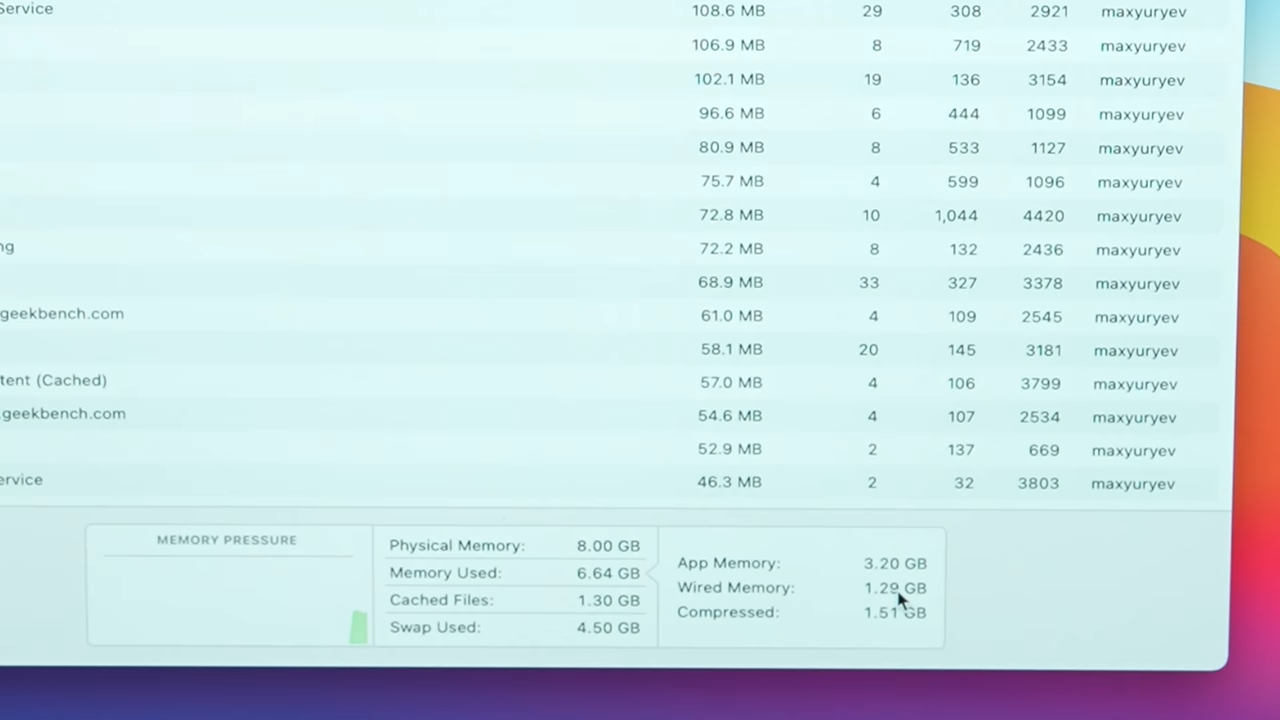 Service 108.6 MB 29 308 2921 maxyuryev
106.9 MB 8 719 2433 maxyuryev
102.1 MB 19 136 3154 maxyuryev
96.6 MB 6 444 1099 maxyuryev
80.9 MB 8 533 1127 maxyuryev
75.7 MB 4 599 1096 maxyuryev
72.8 MB 10 1,044 4420 maxyuryev
ng 72.2 MB 8 132 2436 maxyuryev
68.9 MB 33 327 3378 maxyuryev
geekbench.com 61.0 MB 4 109 2545 maxyuryev
58.1 MB 20 145 3181 maxyuryev
tent (Cached) 57.0 MB 4 106 3799 maxyuryev
.geekbench.com 54.6 MB 4 107 2534 maxyuryev
52.9 MB 2 137 669 maxyuryev
ervice 46.3 MB 2 32 3803 maxyuryev
MEMORY PRESSURE
Physical Memory: 8.00 GB
Memory Used: 6.64 GB
Cached Files: 1.30 GB
Swap Used: 4.50 GB
App Memory: 3.20 GB
Wired Memory: 1.29 GB
Compressed: 1.51 GB